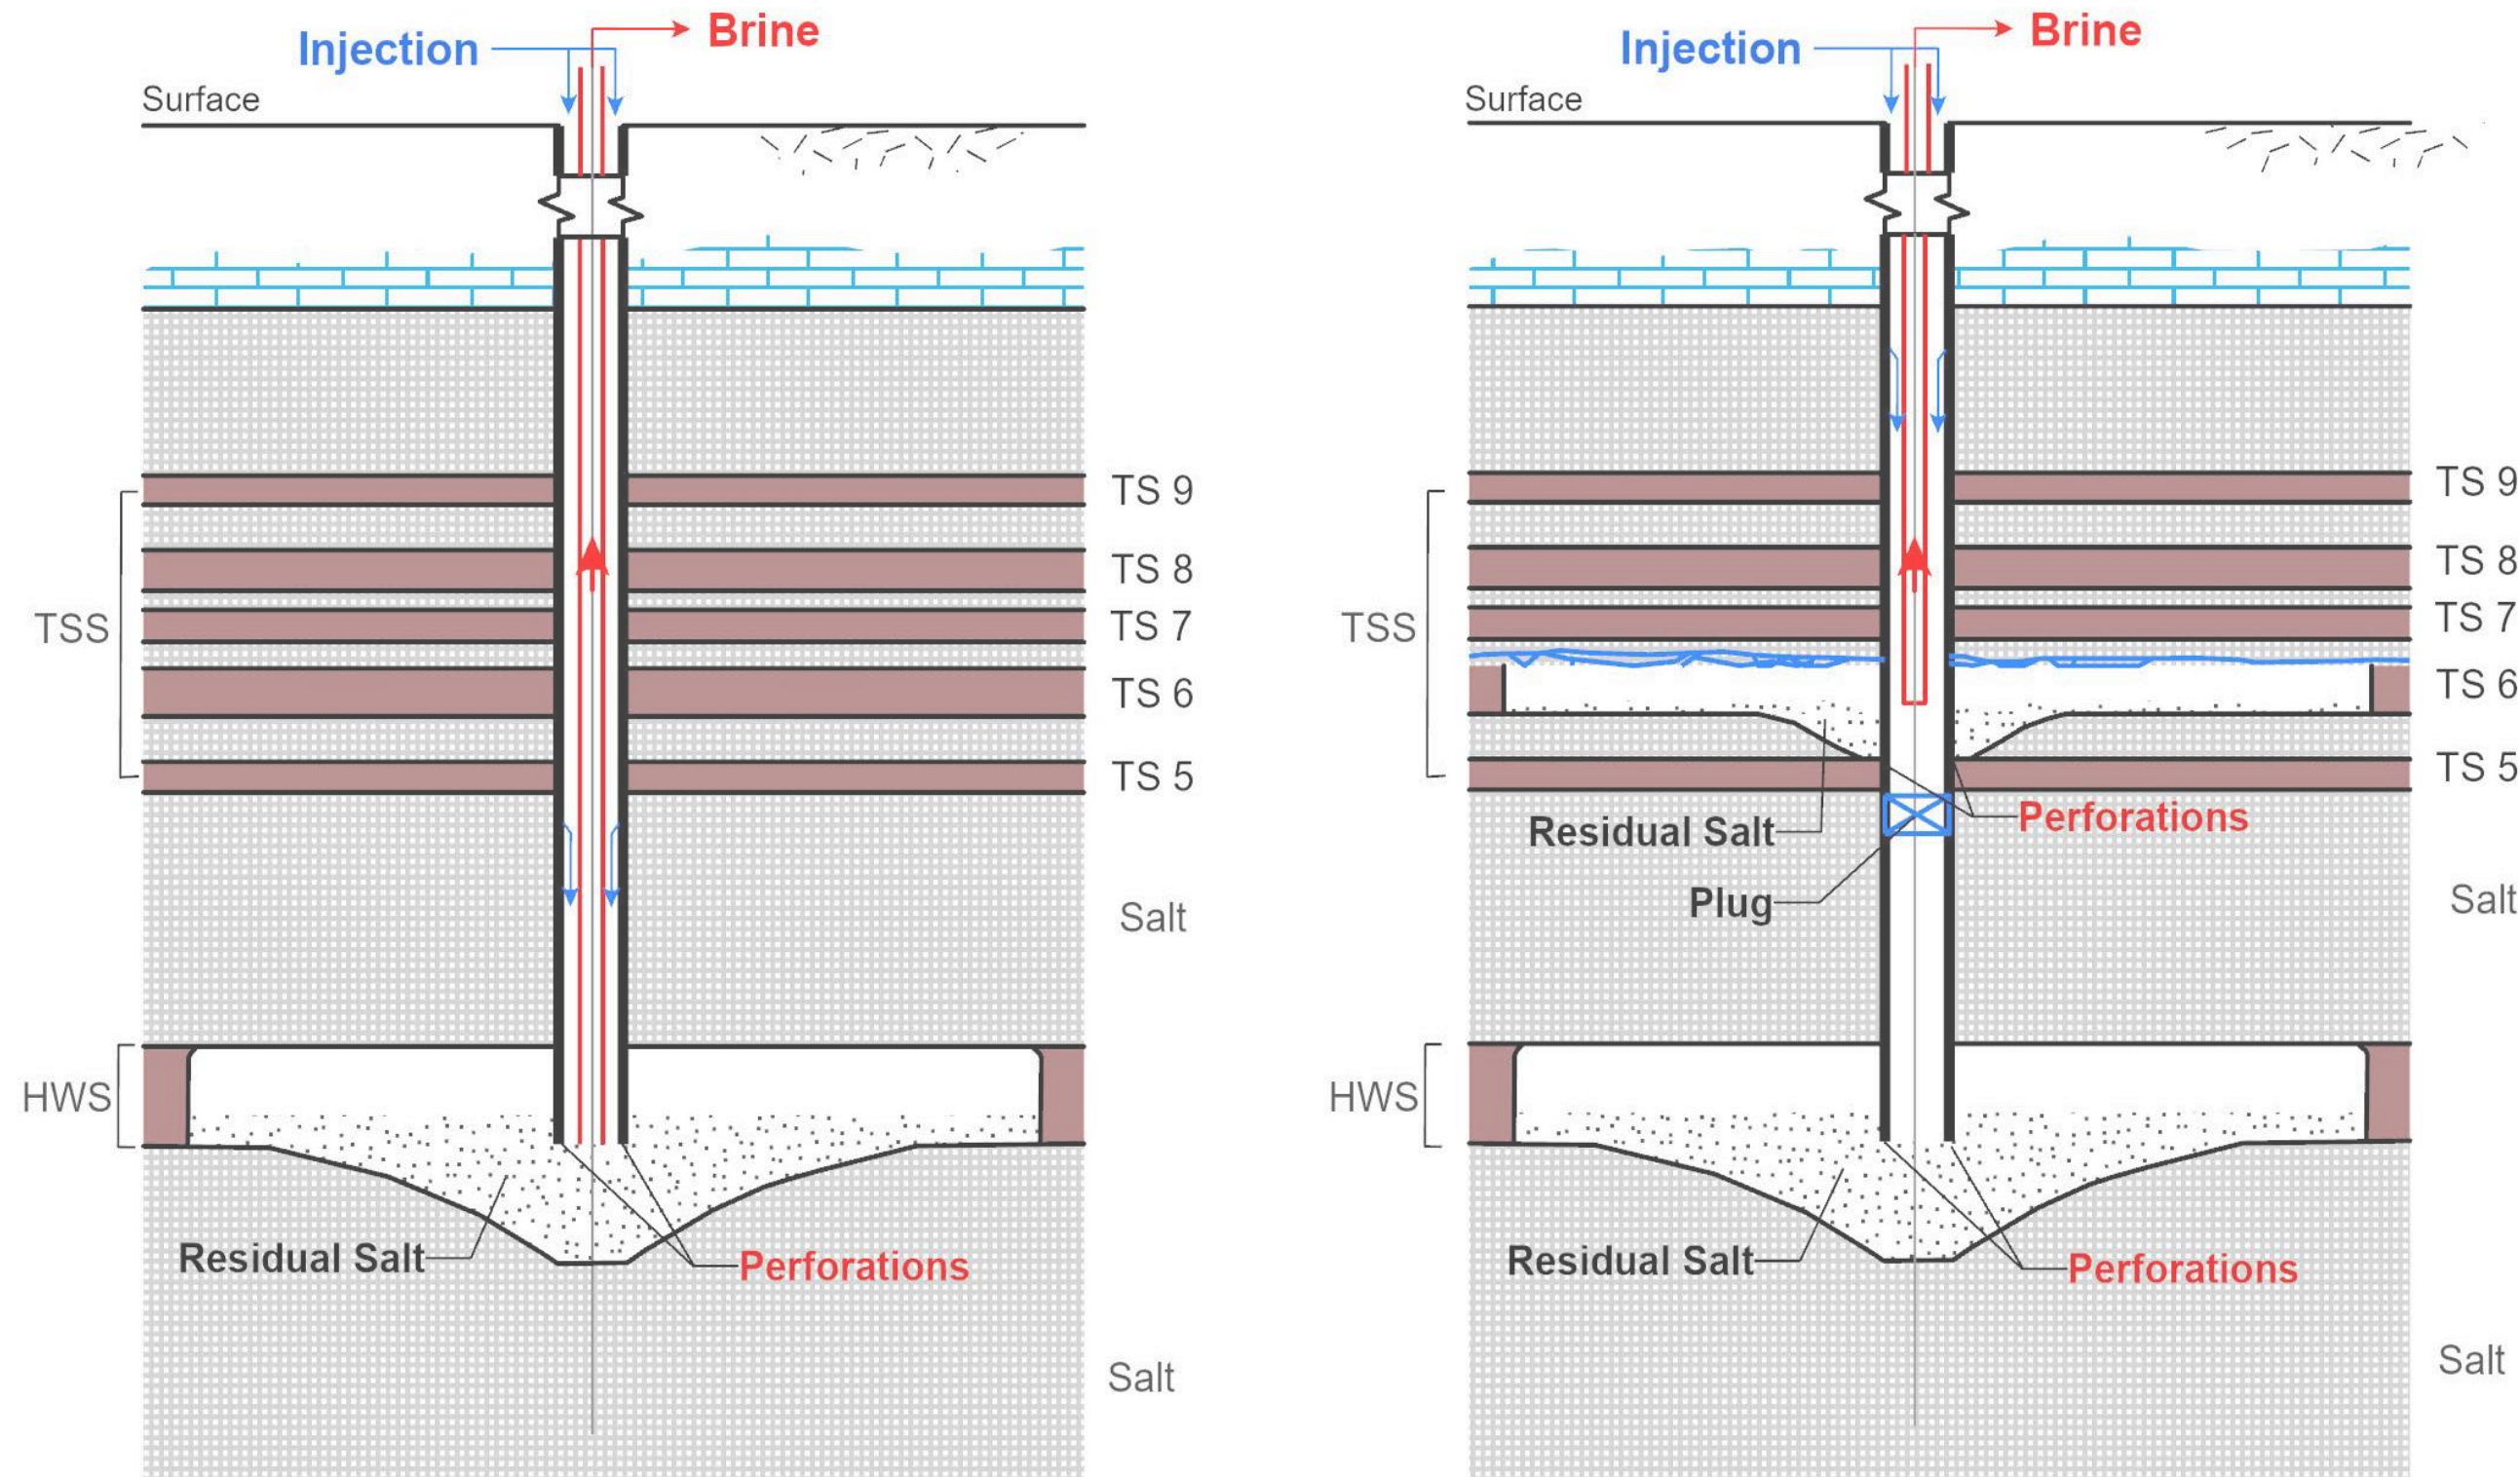 Injection
Brine
Surface
TS 9
TS 8
TSS
TS 7
TS 6
TS 5
Salt
HWS
Residual Salt
Perforations
Salt
Injection
Brine
Surface
TS 9
TS 8
TSS
TS 7
TS 6
TS 5
Residual Salt
Perforations
Plug
Salt
HWS
Residual Salt
Perforations
Salt